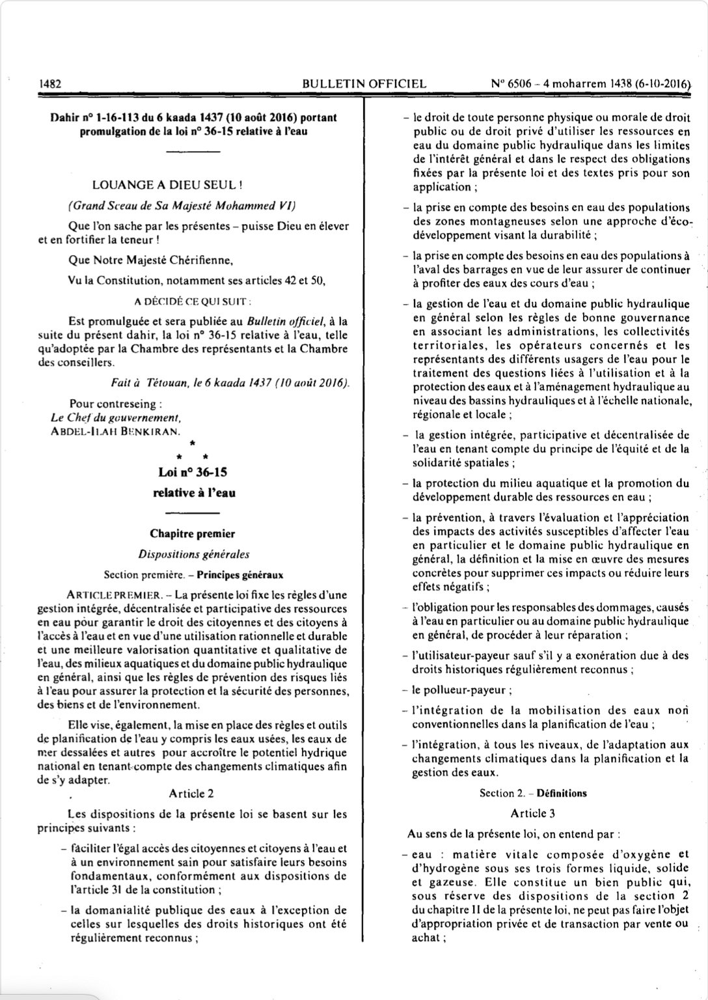 1482
BULLETIN OFFICIEL
N° 6506 – 4 moharrem 1438 (6-10-2016)
Dahir n° 1-16-113 du 6 kaada 1437 (10 août 2016) portant
promulgation de la loi n° 36-15 relative à l'eau
LOUANGE A DIEU SEUL !
(Grand Sceau de Sa Majesté Mohammed VI)
Que l'on sache par les présentes – puisse Dieu en élever
et en fortifier la teneur !
Que Notre Majesté Chérifienne,
Vu la Constitution, notamment ses articles 42 et 50,
A DÉCIDÉ CE QUI SUIT :
Est promulguée et sera publiée au Bulletin officiel, à la
suite du présent dahir, la loi n° 36-15 relative à l'eau, telle
qu'adoptée par la Chambre des représentants et la Chambre
des conseillers.
Fait à Tétouan, le 6 kaada 1437 (10 août 2016).
Pour contreseing :
Le Chef du gouvernement,
ABDEL-ILAH BENKIRAN.
*
* *
Loi n° 36-15
relative à l'eau
Chapitre premier
Dispositions générales
Section première. – Principes généraux
ARTICLE PREMIER. – La présente loi fixe les règles d'une
gestion intégrée, décentralisée et participative des ressources
en eau pour garantir le droit des citoyennes et des citoyens à
l'accès à l'eau et en vue d'une utilisation rationnelle et durable
et une meilleure valorisation quantitative et qualitative de
l'eau, des milieux aquatiques et du domaine public hydraulique
en général, ainsi que les règles de prévention des risques liés
à l'eau pour assurer la protection et la sécurité des personnes,
des biens et de l'environnement.
Elle vise, également, la mise en place des règles et outils
de planification de l'eau y compris les eaux usées, les eaux de
mer dessalées et autres pour accroître le potentiel hydrique
national en tenant compte des changements climatiques afin
de s'y adapter.
Article 2
Les dispositions de la présente loi se basent sur les
principes suivants :
– faciliter l'égal accès des citoyennes et citoyens à l'eau et
à un environnement sain pour satisfaire leurs besoins
fondamentaux, conformément aux dispositions de
l'article 31 de la constitution ;
– la domanialité publique des eaux à l'exception de
celles sur lesquelles des droits historiques ont été
régulièrement reconnus ;
– le droit de toute personne physique ou morale de droit
public ou de droit privé d'utiliser les ressources en
eau du domaine public hydraulique dans les limites
de l'intérêt général et dans le respect des obligations
fixées par la présente loi et des textes pris pour son
application ;
– la prise en compte des besoins en eau des populations
des zones montagneuses selon une approche d'éco-
développement visant la durabilité ;
– la prise en compte des besoins en eau des populations à
l'aval des barrages en vue de leur assurer de continuer
à profiter des eaux des cours d'eau ;
– la gestion de l'eau et du domaine public hydraulique
en général selon les règles de bonne gouvernance
en associant les administrations, les collectivités
territoriales, les opérateurs concernés et les
représentants des différents usagers de l'eau pour le
traitement des questions liées à l'utilisation et à la
protection des eaux et à l'aménagement hydraulique au
niveau des bassins hydrauliques et à l'échelle nationale,
régionale et locale ;
– la gestion intégrée, participative et décentralisée de
l'eau en tenant compte du principe de l'équité et de la
solidarité spatiales ;
– la protection du milieu aquatique et la promotion du
développement durable des ressources en eau ;
– la prévention, à travers l'évaluation et l'appréciation
des impacts des activités susceptibles d'affecter l'eau
en particulier et le domaine public hydraulique en
général, la définition et la mise en œuvre des mesures
concrètes pour supprimer ces impacts ou réduire leurs
effets négatifs ;
– l'obligation pour les responsables des dommages, causés
à l'eau en particulier ou au domaine public hydraulique
en général, de procéder à leur réparation ;
– l'utilisateur-payeur sauf s'il y a exonération due à des
droits historiques régulièrement reconnus ;
– le pollueur-payeur ;
– l'intégration de la mobilisation des eaux non
conventionnelles dans la planification de l'eau ;
– l'intégration, à tous les niveaux, de l'adaptation aux
changements climatiques dans la planification et la
gestion des eaux.
Section 2. – Définitions
Article 3
Au sens de la présente loi, on entend par :
– eau : matière vitale composée d'oxygène et
d'hydrogène sous ses trois formes liquide, solide
et gazeuse. Elle constitue un bien public qui,
sous réserve des dispositions de la section 2
du chapitre II de la présente loi, ne peut pas faire l'objet
d'appropriation privée et de transaction par vente ou
achat ;